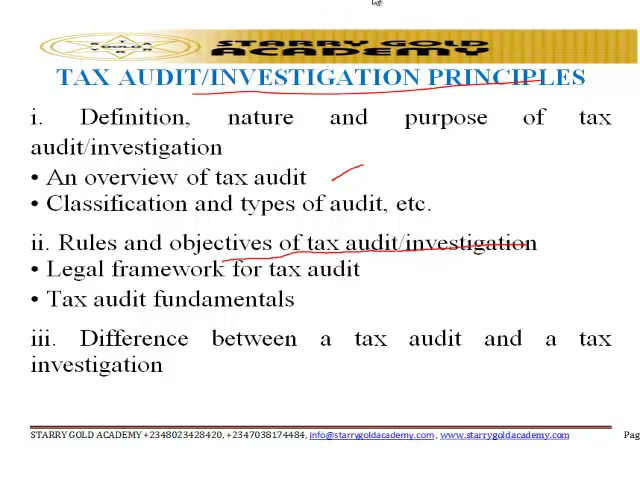 STARRY GOLD
ACADEMY
TAX AUDIT/INVESTIGATION PRINCIPLES
i. Definition, nature and purpose of tax
audit/investigation
• An overview of tax audit
• Classification and types of audit, etc.
ii. Rules and objectives of tax audit/investigation
• Legal framework for tax audit
• Tax audit fundamentals
iii. Difference between a tax audit and a tax
investigation
STARRY GOLD ACADEMY +2348023428420, +2347038174484, info@starrygoldacademy.com , www.starrygoldacademy.com Pag